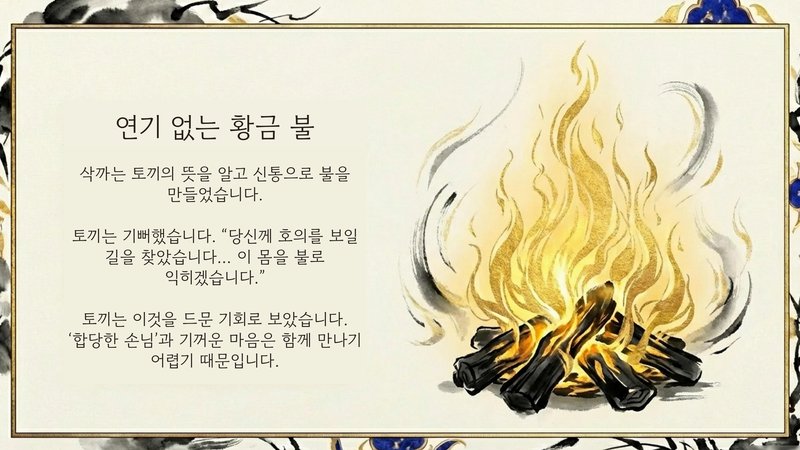 연기 없는 황금 불
삭까는 토끼의 뜻을 알고 신통으로 불을
만들었습니다.
토끼는 기뻐했습니다. “당신께 호의를 보일
길을 찾았습니다... 이 몸을 불로
익히겠습니다.”
토끼는 이것을 드문 기회로 보았습니다.
‘합당한 손님’과 기꺼운 마음은 함께 만나기
어렵기 때문입니다.